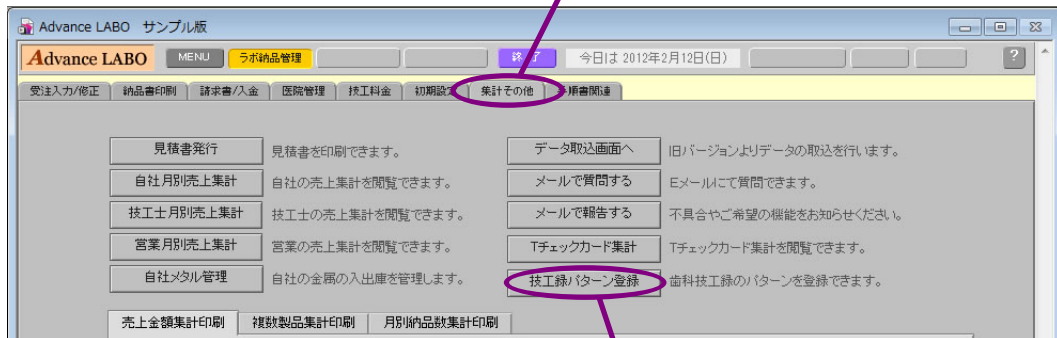 Advance LABO サンプル版
Advance LABO MENU ラボ納品管理 終了 今日は 2012年2月12日(日) ?
受注入力/修正 納品書印刷 請求書/入金 医院管理 技工料金 初期設定 集計その他 手順書関連
見積書発行 見積書を印刷できます。 データ取込画面へ 旧バージョンよりデータの取込を行います。
自社月別売上集計 自社の売上集計を閲覧できます。 メールで質問する Eメールにて質問できます。
技工士月別売上集計 技工士の売上集計を閲覧できます。 メールで報告する 不具合やご希望の機能をお知らせください。
営業月別売上集計 営業の売上集計を閲覧できます。 Tチェックカード集計 Tチェックカード集計を閲覧できます。
自社メタル管理 自社の金属の入出庫を管理します。 技工録パターン登録 歯科技工録のパターンを登録できます。
売上金額集計印刷 複数製品集計印刷 月別納品数集計印刷